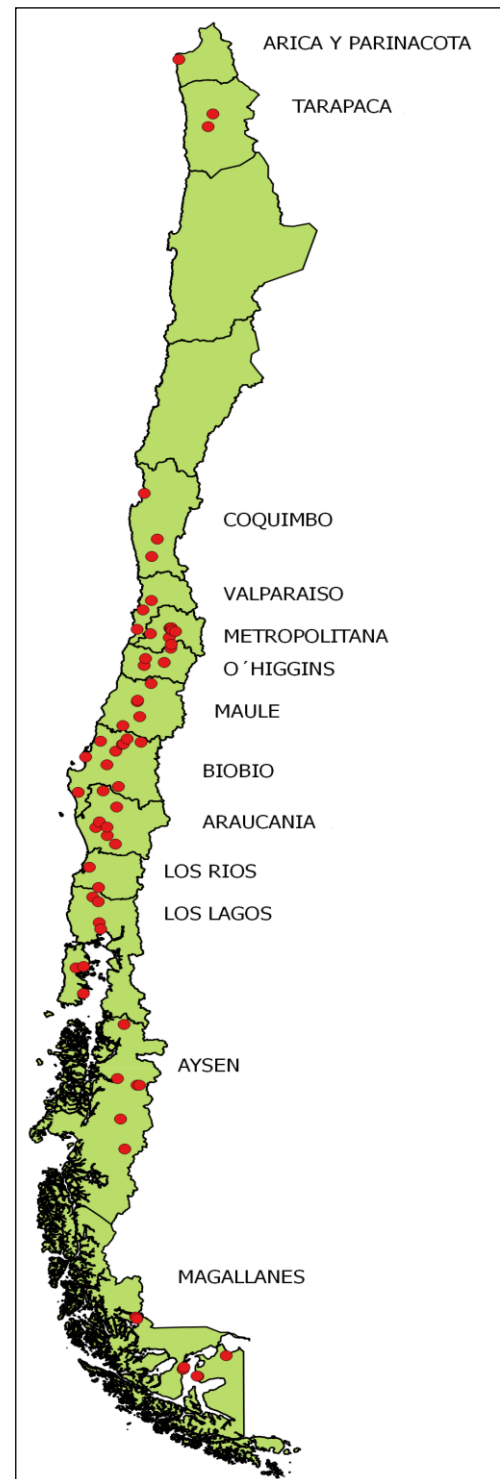 ARICA Y PARINACOTA
TARAPACA
COQUIMBO
VALPARAISO
METROPOLITANA
O´HIGGINS
MAULE
BIOBIO
ARAUCANIA
LOS RIOS
LOS LAGOS
AYSEN
MAGALLANES